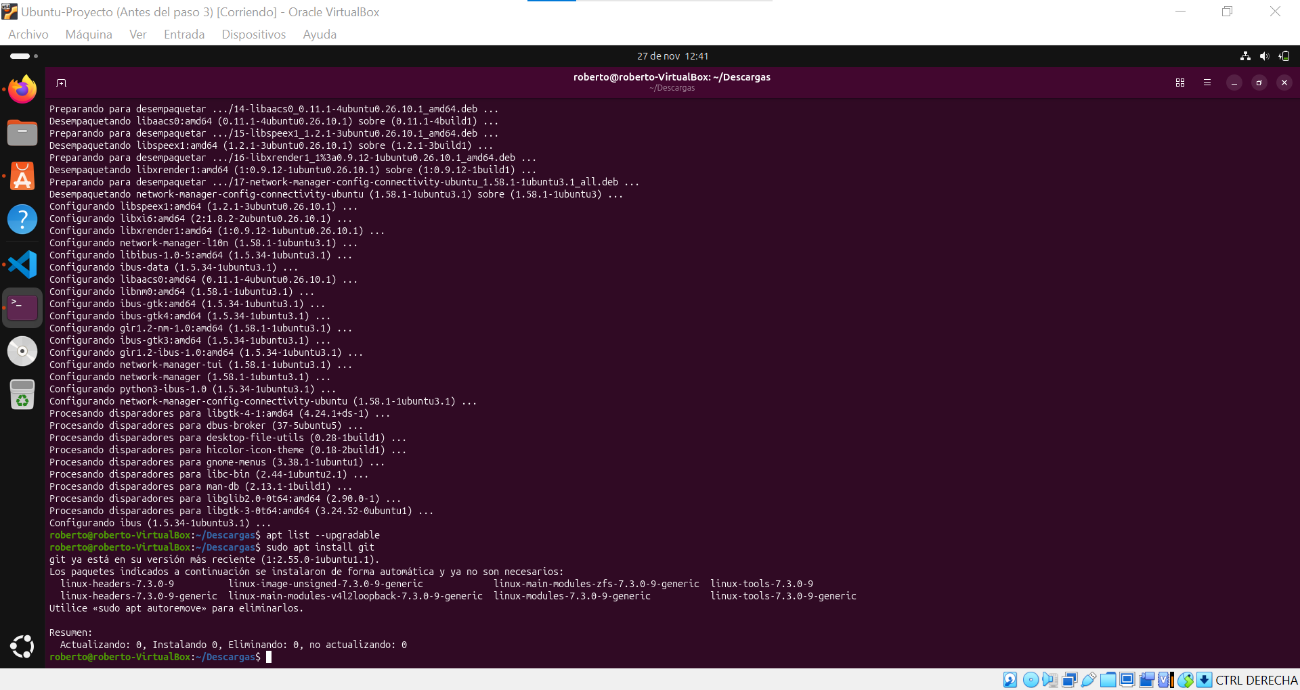 Ubuntu-Proyecto (Antes del paso 3) [Corriendo] - Oracle VirtualBox
Archivo Máquina Ver Entrada Dispositivos Ayuda
27 de nov 12:41
roberto@roberto-VirtualBox: ~/Descargas
~/Descargas
Preparando para desempaquetar .../14-libaacs0_0.11.1-4ubuntu0.26.10.1_amd64.deb ...
Desempaquetando libaacs0:amd64 (0.11.1-4ubuntu0.26.10.1) sobre (0.11.1-4build1) ...
Preparando para desempaquetar .../15-libspeex1_1.2.1-3ubuntu0.26.10.1_amd64.deb ...
Desempaquetando libspeex1:amd64 (1.2.1-3ubuntu0.26.10.1) sobre (1.2.1-3build1) ...
Preparando para desempaquetar .../16-libxrender1_1%3a0.9.12-1ubuntu0.26.10.1_amd64.deb ...
Desempaquetando libxrender1:amd64 (1:0.9.12-1ubuntu0.26.10.1) sobre (1:0.9.12-1build1) ...
Preparando para desempaquetar .../17-network-manager-config-connectivity-ubuntu_1.58.1-1ubuntu3.1_all.deb ...
Desempaquetando network-manager-config-connectivity-ubuntu (1.58.1-1ubuntu3.1) sobre (1.58.1-1ubuntu3) ...
Configurando libspeex1:amd64 (1.2.1-3ubuntu0.26.10.1) ...
Configurando libxi6:amd64 (2:1.8.2-2ubuntu0.26.10.1) ...
Configurando libxrender1:amd64 (1:0.9.12-1ubuntu0.26.10.1) ...
Configurando network-manager-l10n (1.58.1-1ubuntu3.1) ...
Configurando libibus-1.0-5:amd64 (1.5.34-1ubuntu3.1) ...
Configurando ibus-data (1.5.34-1ubuntu3.1) ...
Configurando libaacs0:amd64 (0.11.1-4ubuntu0.26.10.1) ...
Configurando libnm0:amd64 (1.58.1-1ubuntu3.1) ...
Configurando ibus-gtk:amd64 (1.5.34-1ubuntu3.1) ...
Configurando ibus-gtk4:amd64 (1.5.34-1ubuntu3.1) ...
Configurando gir1.2-nm-1.0:amd64 (1.58.1-1ubuntu3.1) ...
Configurando ibus-gtk3:amd64 (1.5.34-1ubuntu3.1) ...
Configurando gir1.2-ibus-1.0:amd64 (1.5.34-1ubuntu3.1) ...
Configurando network-manager-tui (1.58.1-1ubuntu3.1) ...
Configurando network-manager (1.58.1-1ubuntu3.1) ...
Configurando python3-ibus-1.0 (1.5.34-1ubuntu3.1) ...
Configurando network-manager-config-connectivity-ubuntu (1.58.1-1ubuntu3.1) ...
Procesando disparadores para libgtk-4-1:amd64 (4.24.1+ds-1) ...
Procesando disparadores para dbus-broker (37-5ubuntu5) ...
Procesando disparadores para desktop-file-utils (0.28-1build1) ...
Procesando disparadores para hicolor-icon-theme (0.18-2build1) ...
Procesando disparadores para gnome-menus (3.38.1-1ubuntu1) ...
Procesando disparadores para libc-bin (2.44-1ubuntu2.1) ...
Procesando disparadores para man-db (2.13.1-1build1) ...
Procesando disparadores para libglib2.0-0t64:amd64 (2.90.0-1) ...
Procesando disparadores para libgtk-3-0t64:amd64 (3.24.52-0ubuntu1) ...
Configurando ibus (1.5.34-1ubuntu3.1) ...
roberto@roberto-VirtualBox:~/Descargas$ apt list --upgradable
roberto@roberto-VirtualBox:~/Descargas$ sudo apt install git
git ya está en su versión más reciente (1:2.55.0-1ubuntu1.1).
Los paquetes indicados a continuación se instalaron de forma automática y ya no son necesarios:
linux-headers-7.3.0-9 linux-image-unsigned-7.3.0-9-generic linux-main-modules-zfs-7.3.0-9-generic linux-tools-7.3.0-9
linux-headers-7.3.0-9-generic linux-main-modules-v4l2loopback-7.3.0-9-generic linux-modules-7.3.0-9-generic linux-tools-7.3.0-9-generic
Utilice «sudo apt autoremove» para eliminarlos.
Resumen:
Actualizando: 0, Instalando 0, Eliminando: 0, no actualizando: 0
roberto@roberto-VirtualBox:~/Descargas$
CTRL DERECHA